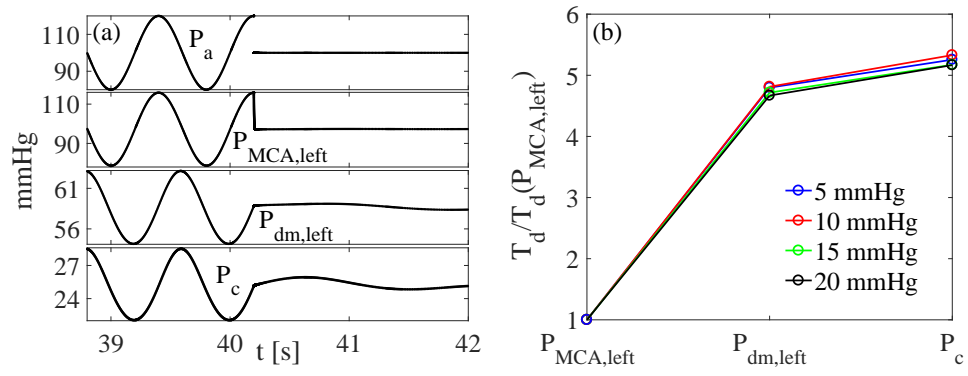 (a)
mmHg
110
90
P_a
110
90
P_MCA,left
61
56
P_dm,left
27
24
P_c
39 40 41 42
t [s]
(b)
T_d/T_d(P_MCA,left)
6
5
4
3
2
1
5 mmHg
10 mmHg
15 mmHg
20 mmHg
P_MCA,left P_dm,left P_c